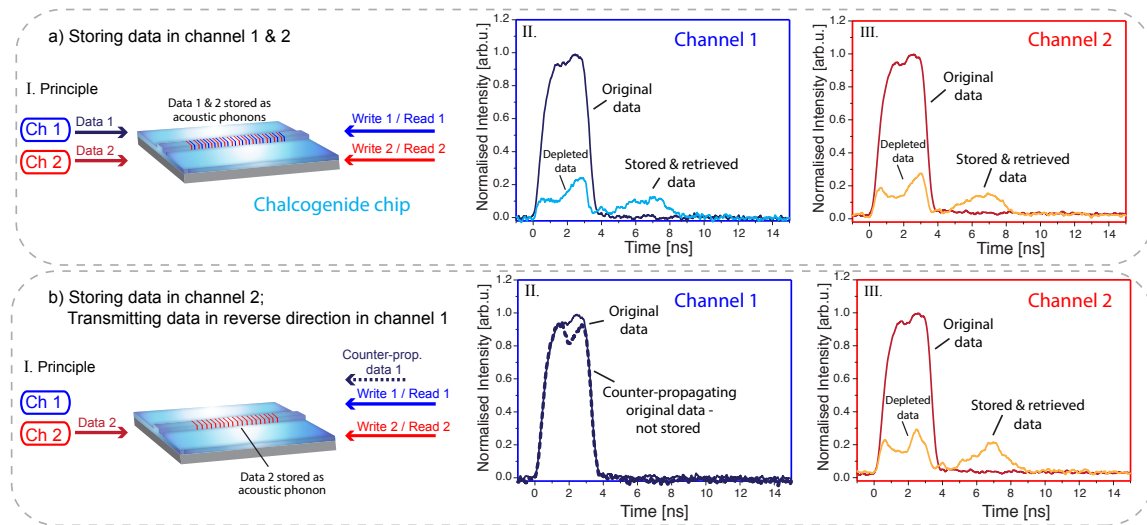 a) Storing data in channel 1 & 2
I. Principle
Data 1 & 2 stored as
acoustic phonons
Ch 1
Data 1
Ch 2
Data 2
Write 1 / Read 1
Write 2 / Read 2
Chalcogenide chip
II.
Channel 1
Normalised Intensity [arb.u.]
1.2
1.0
0.8
0.6
0.4
0.2
0.0
Original
data
Depleted
data
Stored & retrieved
data
0 2 4 6 8 10 12 14
Time [ns]
III.
Channel 2
Normalised Intensity [arb.u.]
1.2
1.0
0.8
0.6
0.4
0.2
0.0
Original
data
Depleted
data
Stored & retrieved
data
0 2 4 6 8 10 12 14
Time [ns]
b) Storing data in channel 2;
Transmitting data in reverse direction in channel 1
I. Principle
Counter-prop.
data 1
Ch 1
Ch 2
Data 2
Write 1 / Read 1
Write 2 / Read 2
Data 2 stored as
acoustic phonon
II.
Channel 1
Normalised Intensity [arb.u.]
1.2
1.0
0.8
0.6
0.4
0.2
0.0
Original
data
Counter-propagating
original data -
not stored
0 2 4 6 8 10 12 14
Time [ns]
III.
Channel 2
Normalised Intensity [arb.u.]
1.2
1.0
0.8
0.6
0.4
0.2
0.0
Original
data
Depleted
data
Stored & retrieved
data
0 2 4 6 8 10 12 14
Time [ns]